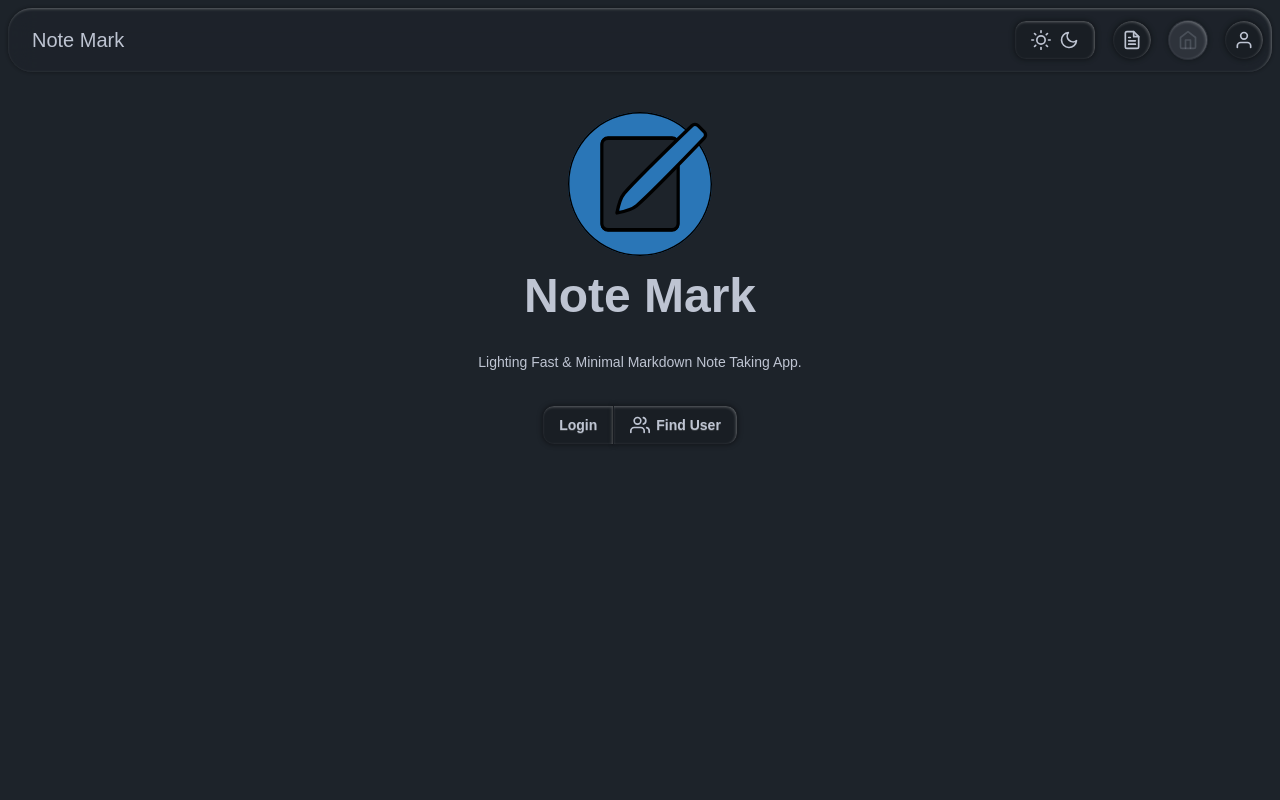 Note Mark
Note Mark
Lighting Fast & Minimal Markdown Note Taking App.
Login
Find User